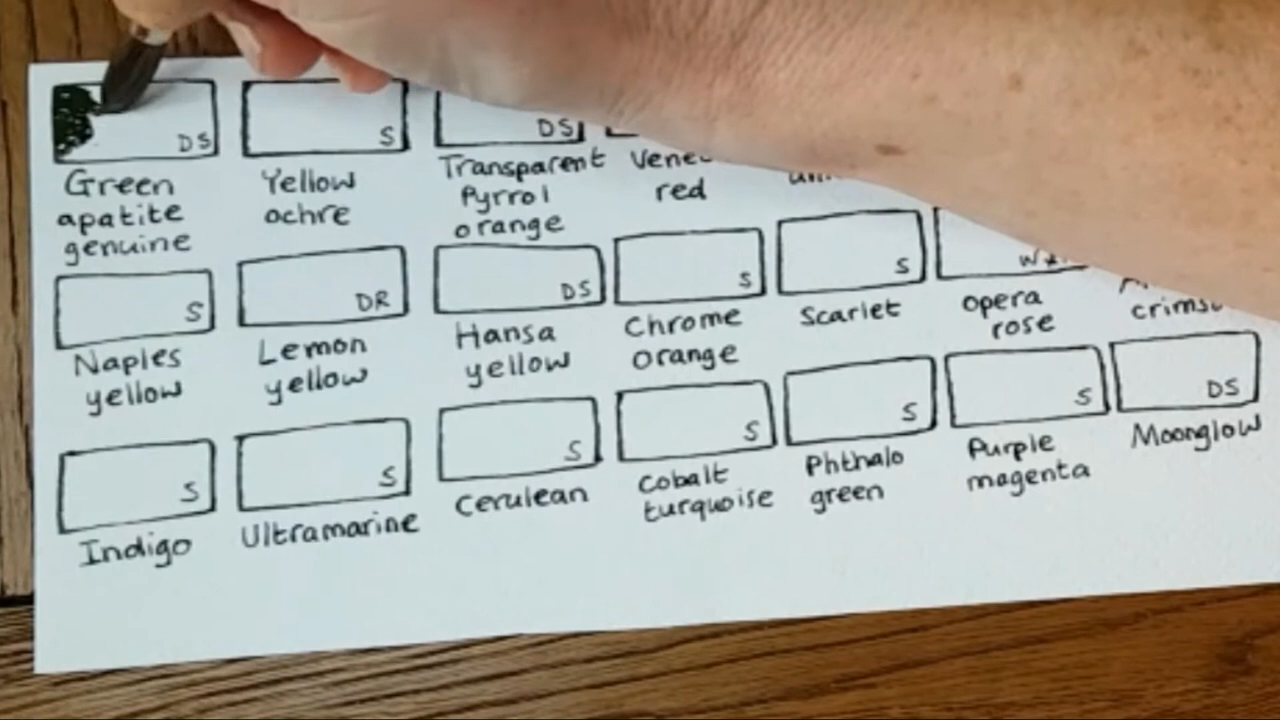 DS S DS
Green Yellow Transparent
apatite ochre Pyrrol red
genuine orange
S DR DS S S
Naples Lemon Hansa Chrome Scarlet opera
yellow yellow yellow orange rose
S S S S S S DS
Indigo Ultramarine Cerulean Cobalt Phthalo Purple Moonglow
turquoise green magenta